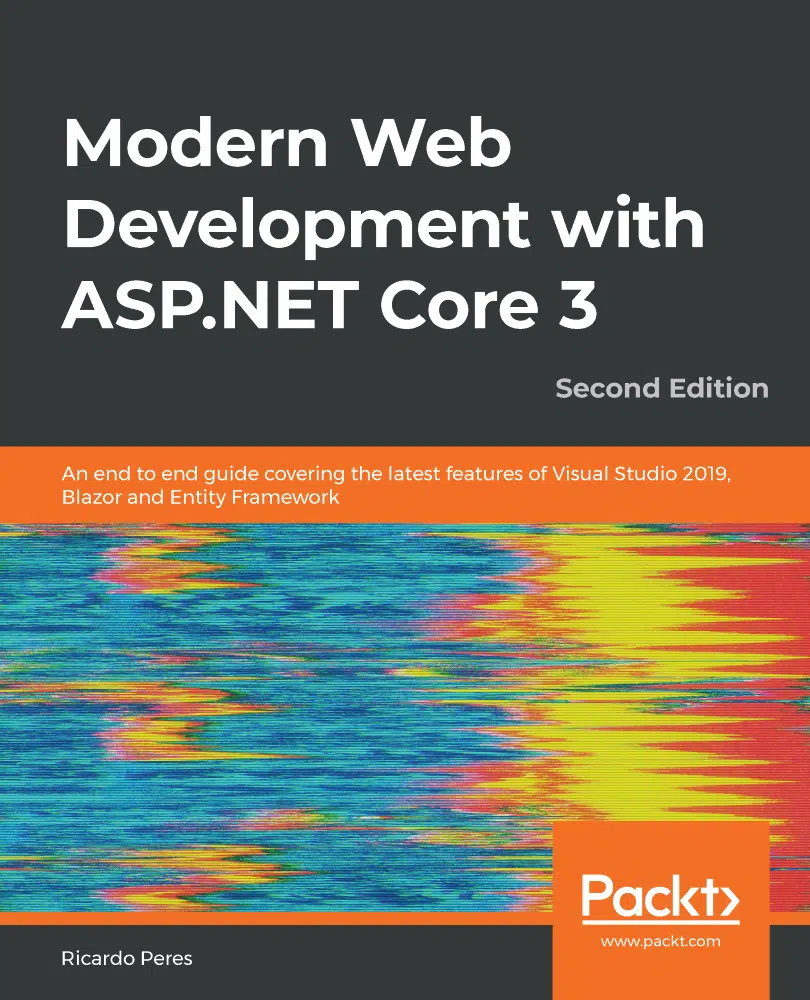 Modern Web
Development with
ASP.NET Core 3
Second Edition
An end to end guide covering the latest features of Visual Studio 2019,
Blazor and Entity Framework
Packt>
www.packt.com
Ricardo Peres